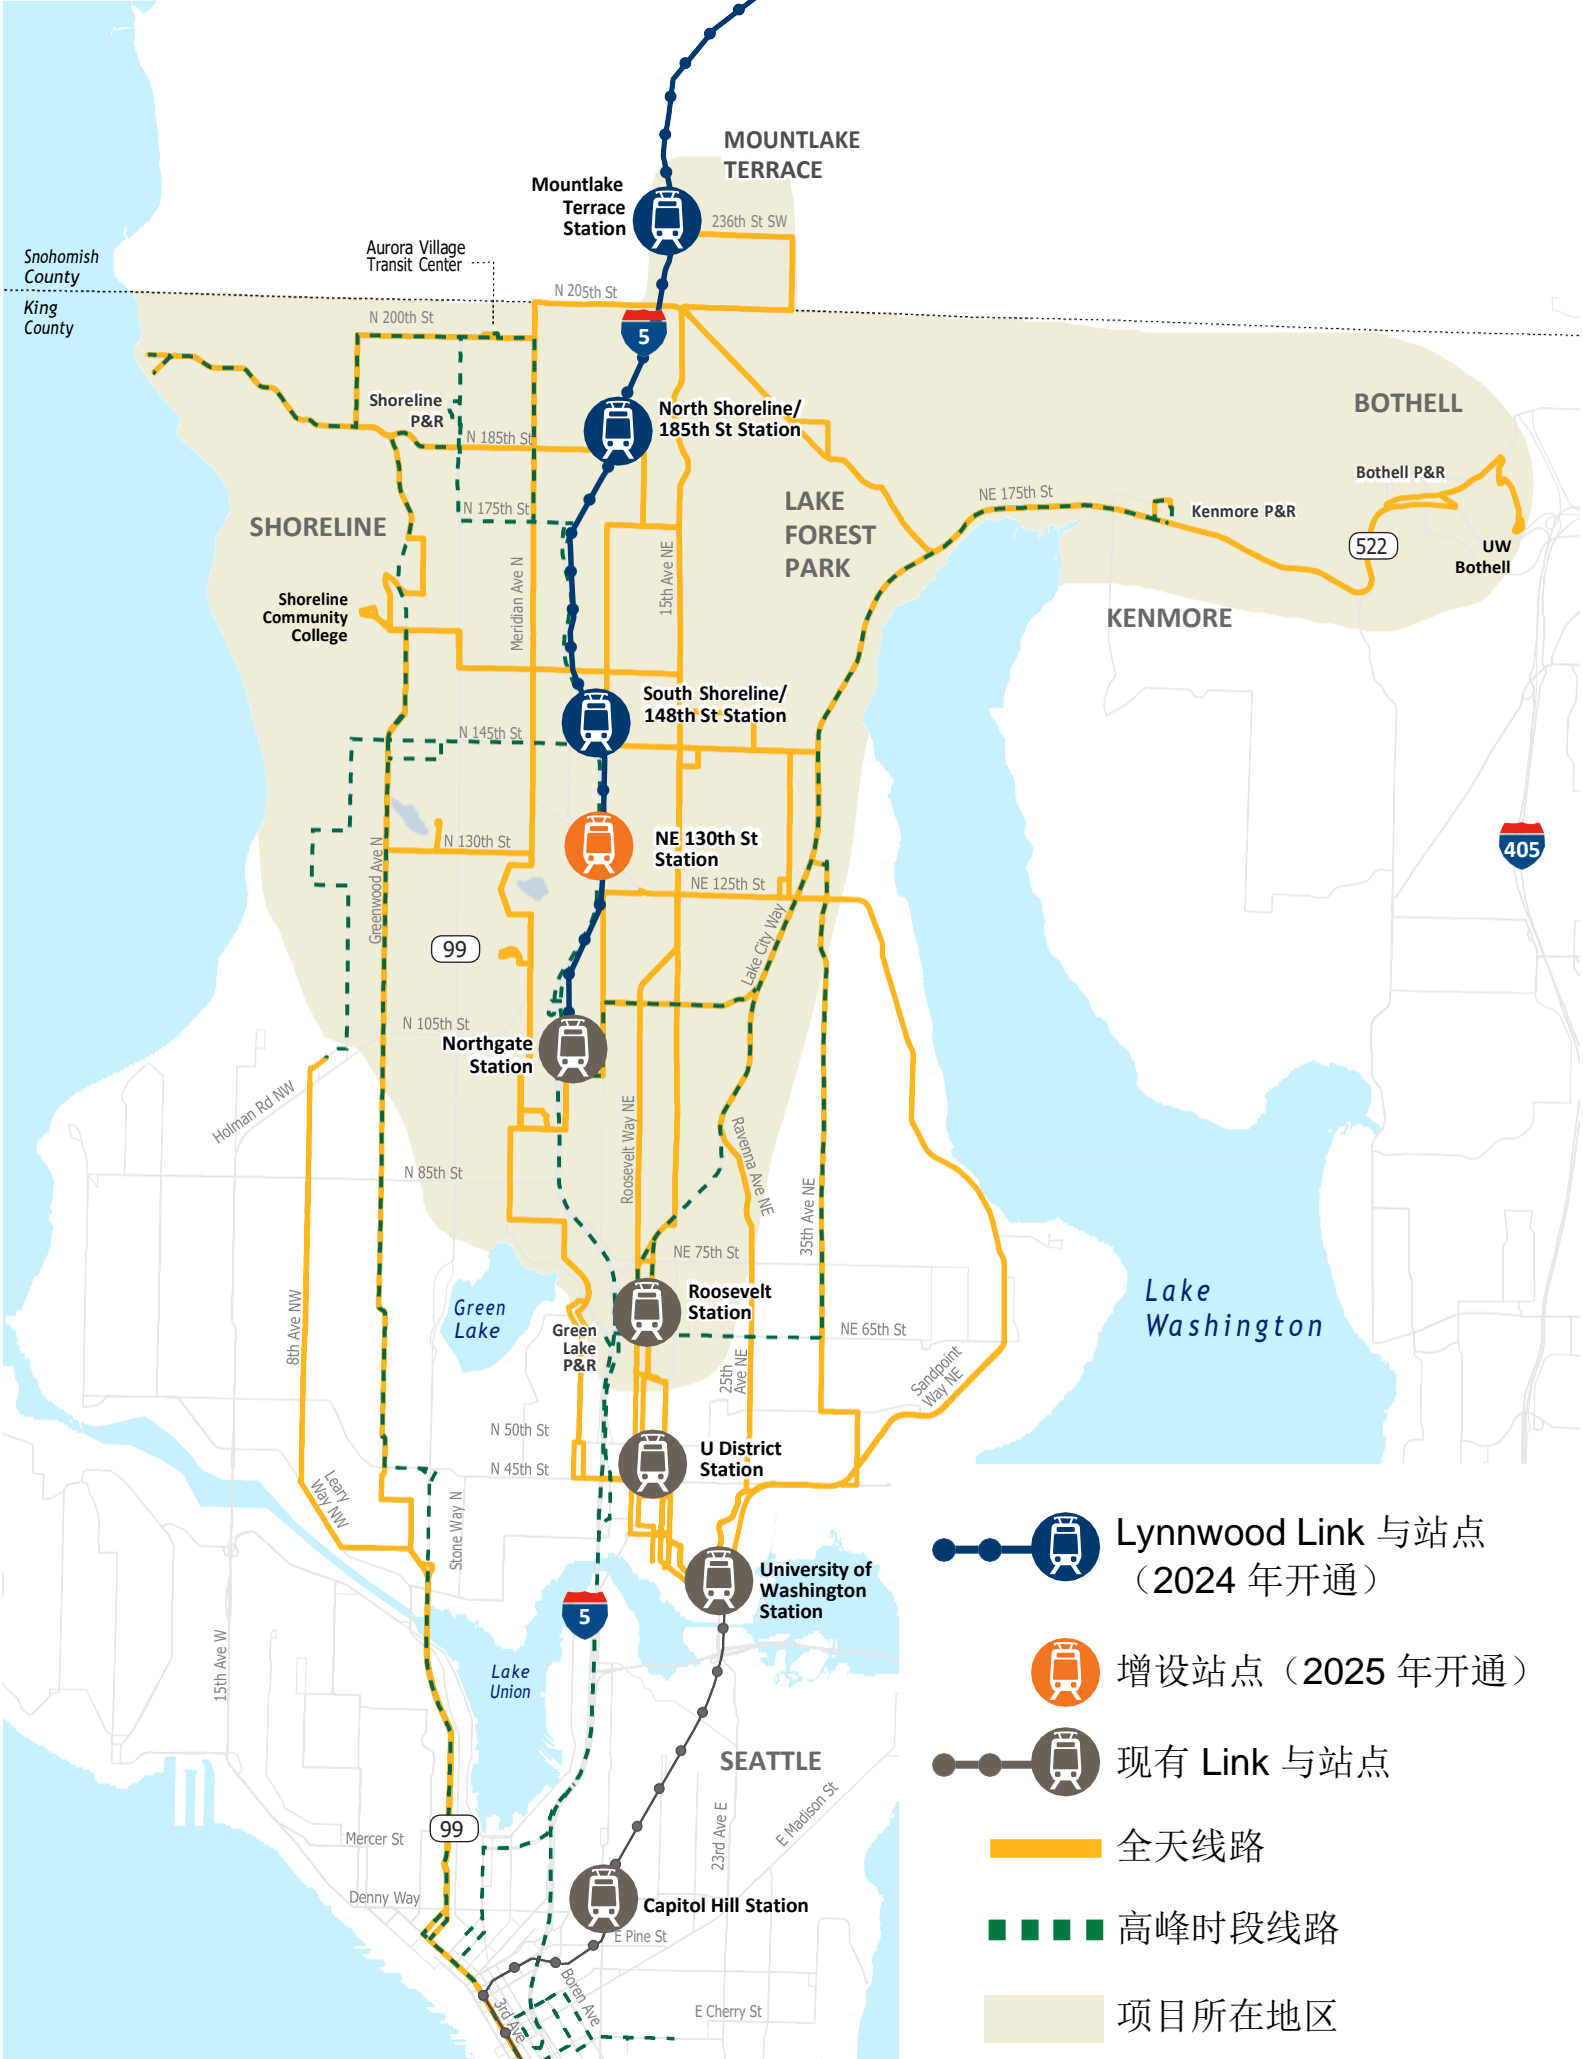 MOUNTLAKE
TERRACE
Mountlake
Terrace
Station
236th St SW
Aurora Village
Transit Center
Snohomish
County
King
County
N 205th St
N 200th St
5
Shoreline
P&R
North Shoreline/
185th St Station
N 185th St
BOTHELL
Bothell P&R
NE 175th St
Kenmore P&R
LAKE
FOREST
PARK
N 175th St
SHORELINE
522
UW
Bothell
15th Ave NE
Meridian Ave N
Shoreline
Community
College
KENMORE
South Shoreline/
148th St Station
N 145th St
NE 130th St
Station
N 130th St
405
NE 125th St
Greenwood Ave N
99
Lake City Way
N 105th St
Northgate
Station
Holman Rd NW
Roosevelt Way NE
Ravenna Ave NE
N 85th St
35th Ave NE
NE 75th St
Roosevelt
Station
Lake
Washington
Green
Lake
8th Ave NW
Green
Lake
P&R
NE 65th St
25th
Ave NE
Sandpoint
Way NE
N 50th St
U District
Station
N 45th St
Leary
Way NW
Stone Way N
Lynnwood Link 与站点
（2024 年开通）
University of
Washington
Station
5
15th Ave W
Lake
Union
增设站点（2025 年开通）
SEATTLE
现有 Link 与站点
99
Mercer St
23rd Ave E
E Madison St
全天线路
Denny Way
Capitol Hill Station
E Pine St
高峰时段线路
Boren Ave
3rd Ave
E Cherry St
项目所在地区